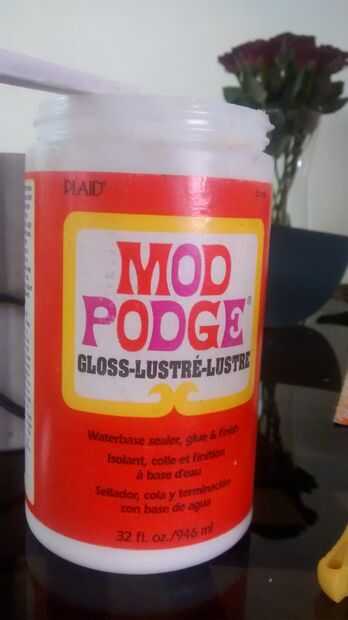 PLAID®
MOD
PODGE®
GLOSS-LUSTRÉ-LUSTRE
Waterbase sealer, glue & finish
Isolant, colle et finition
à base d'eau
Sellador, cola y terminación
con base de agua
32 fl. oz./946 ml